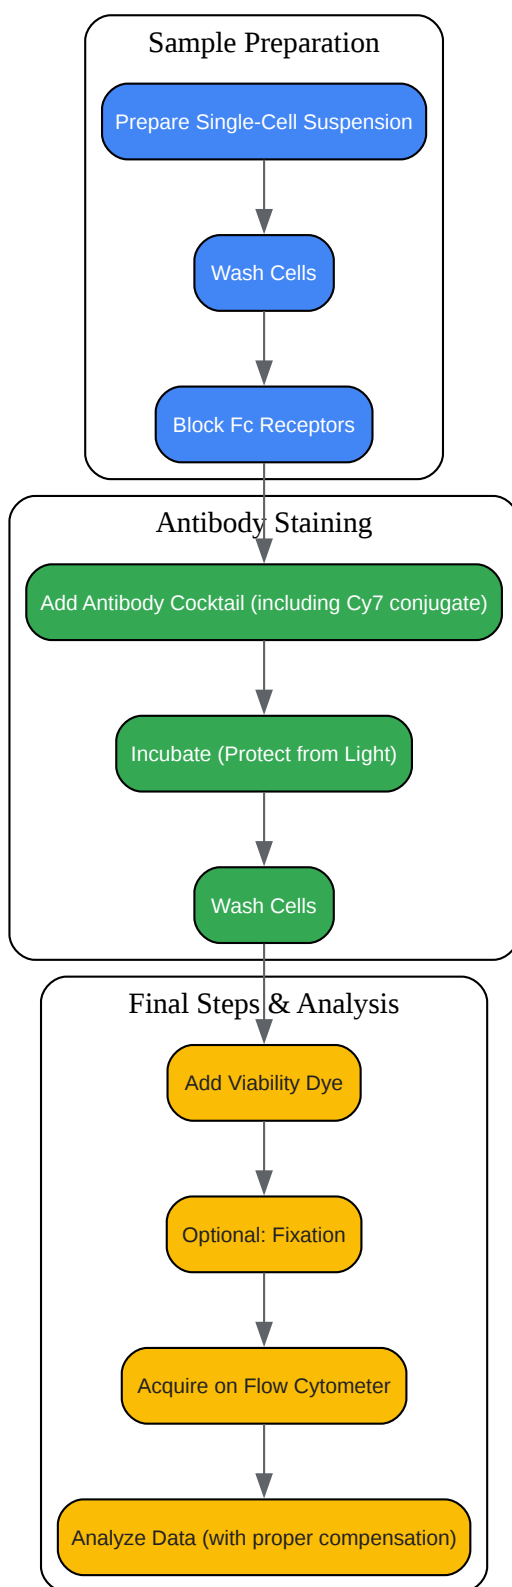 Sample Preparation
Prepare Single-Cell Suspension
Wash Cells
Block Fc Receptors
Antibody Staining
Add Antibody Cocktail (including Cy7 conjugate)
Incubate (Protect from Light)
Wash Cells
Final Steps & Analysis
Add Viability Dye
Optional: Fixation
Acquire on Flow Cytometer
Analyze Data (with proper compensation)